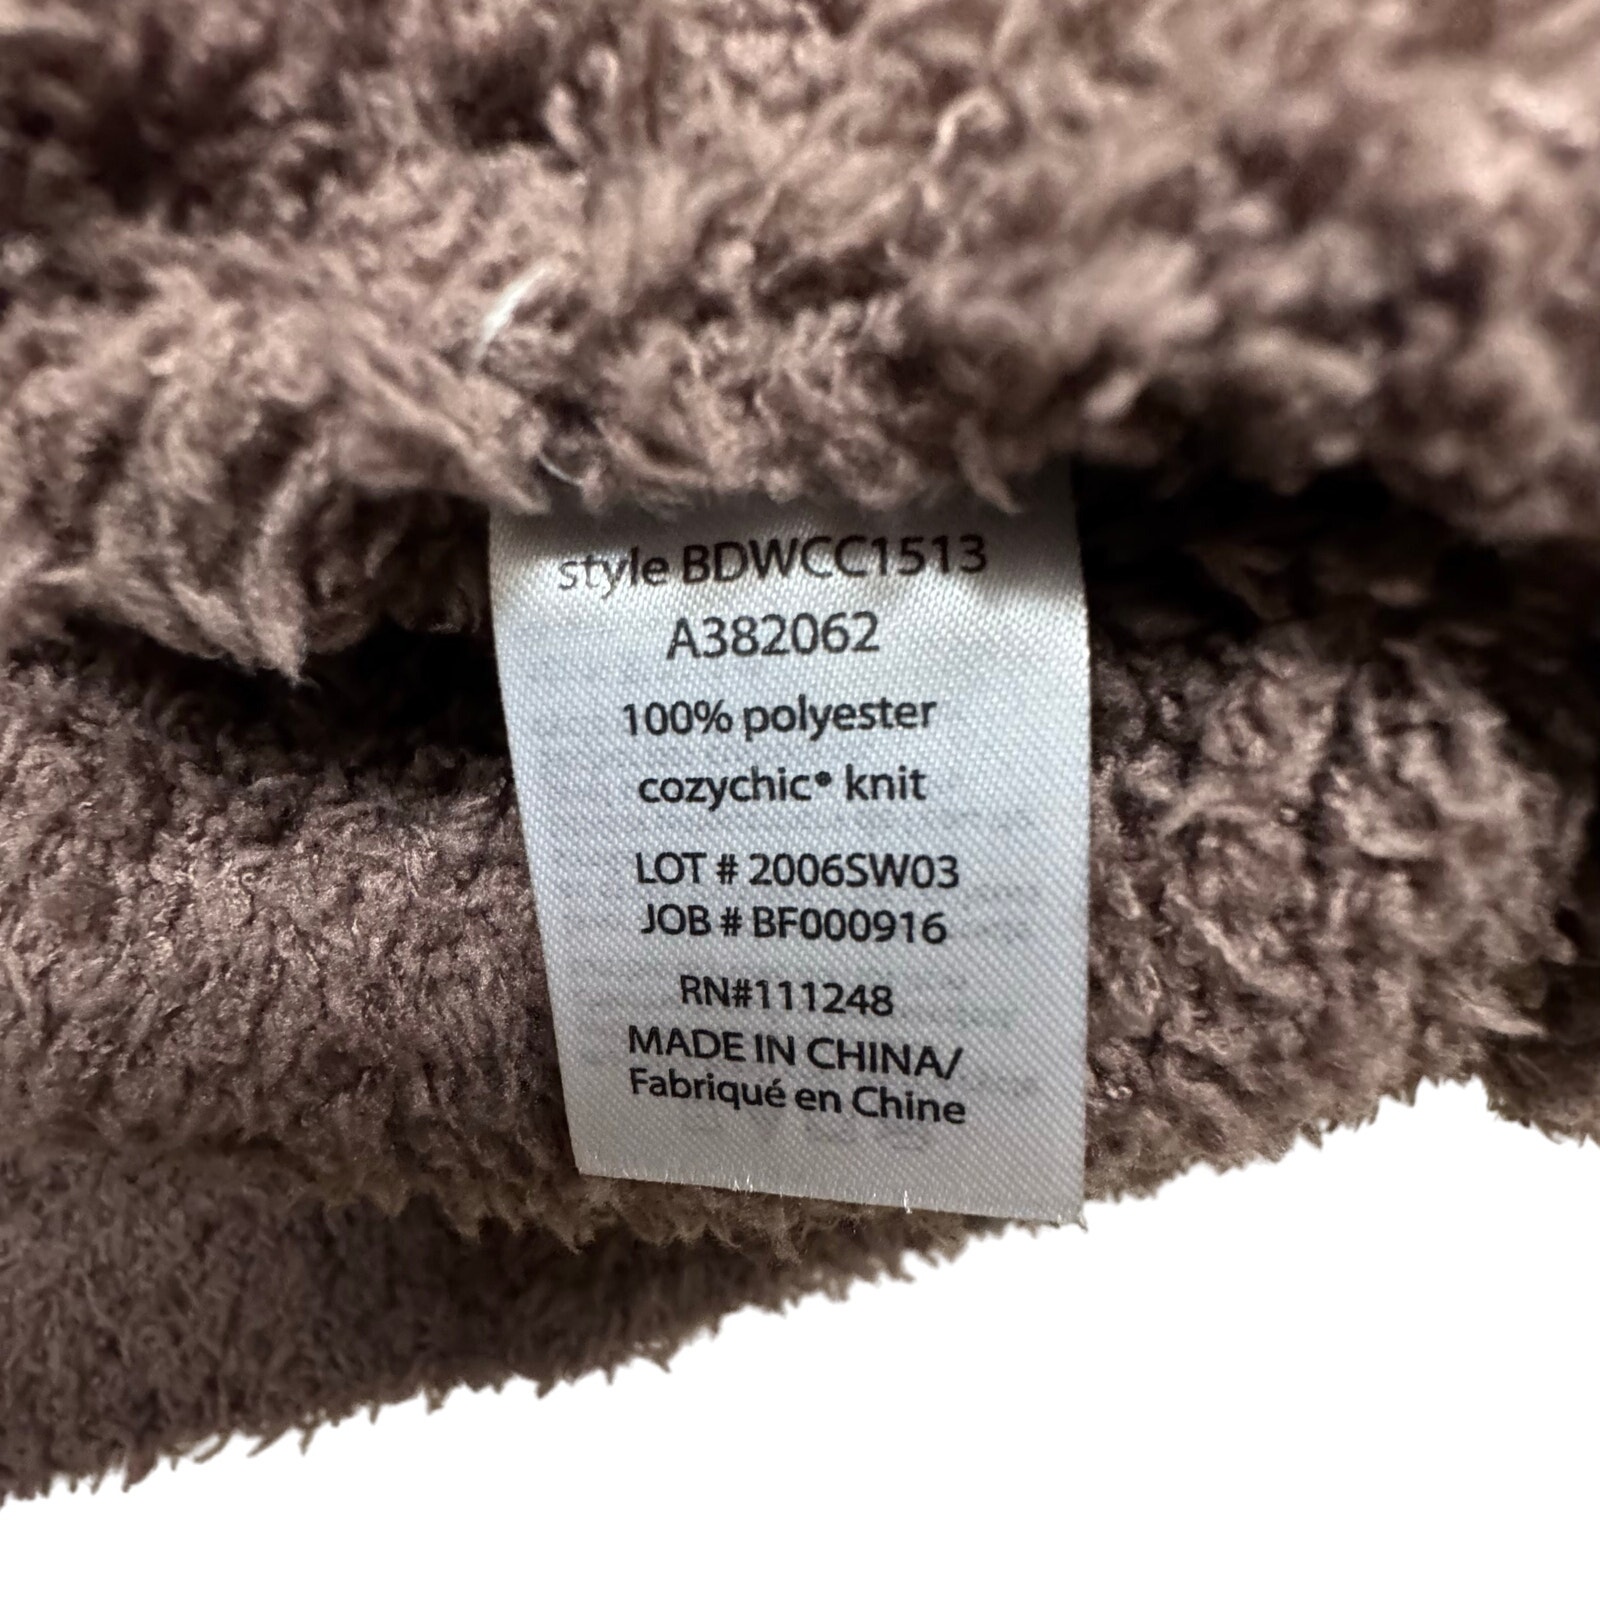 style BDWCC1513
A382062
100% polyester
cozychic® knit
LOT # 2006SW03
JOB # BF000916
RN#111248
MADE IN CHINA/
Fabriqué en Chine